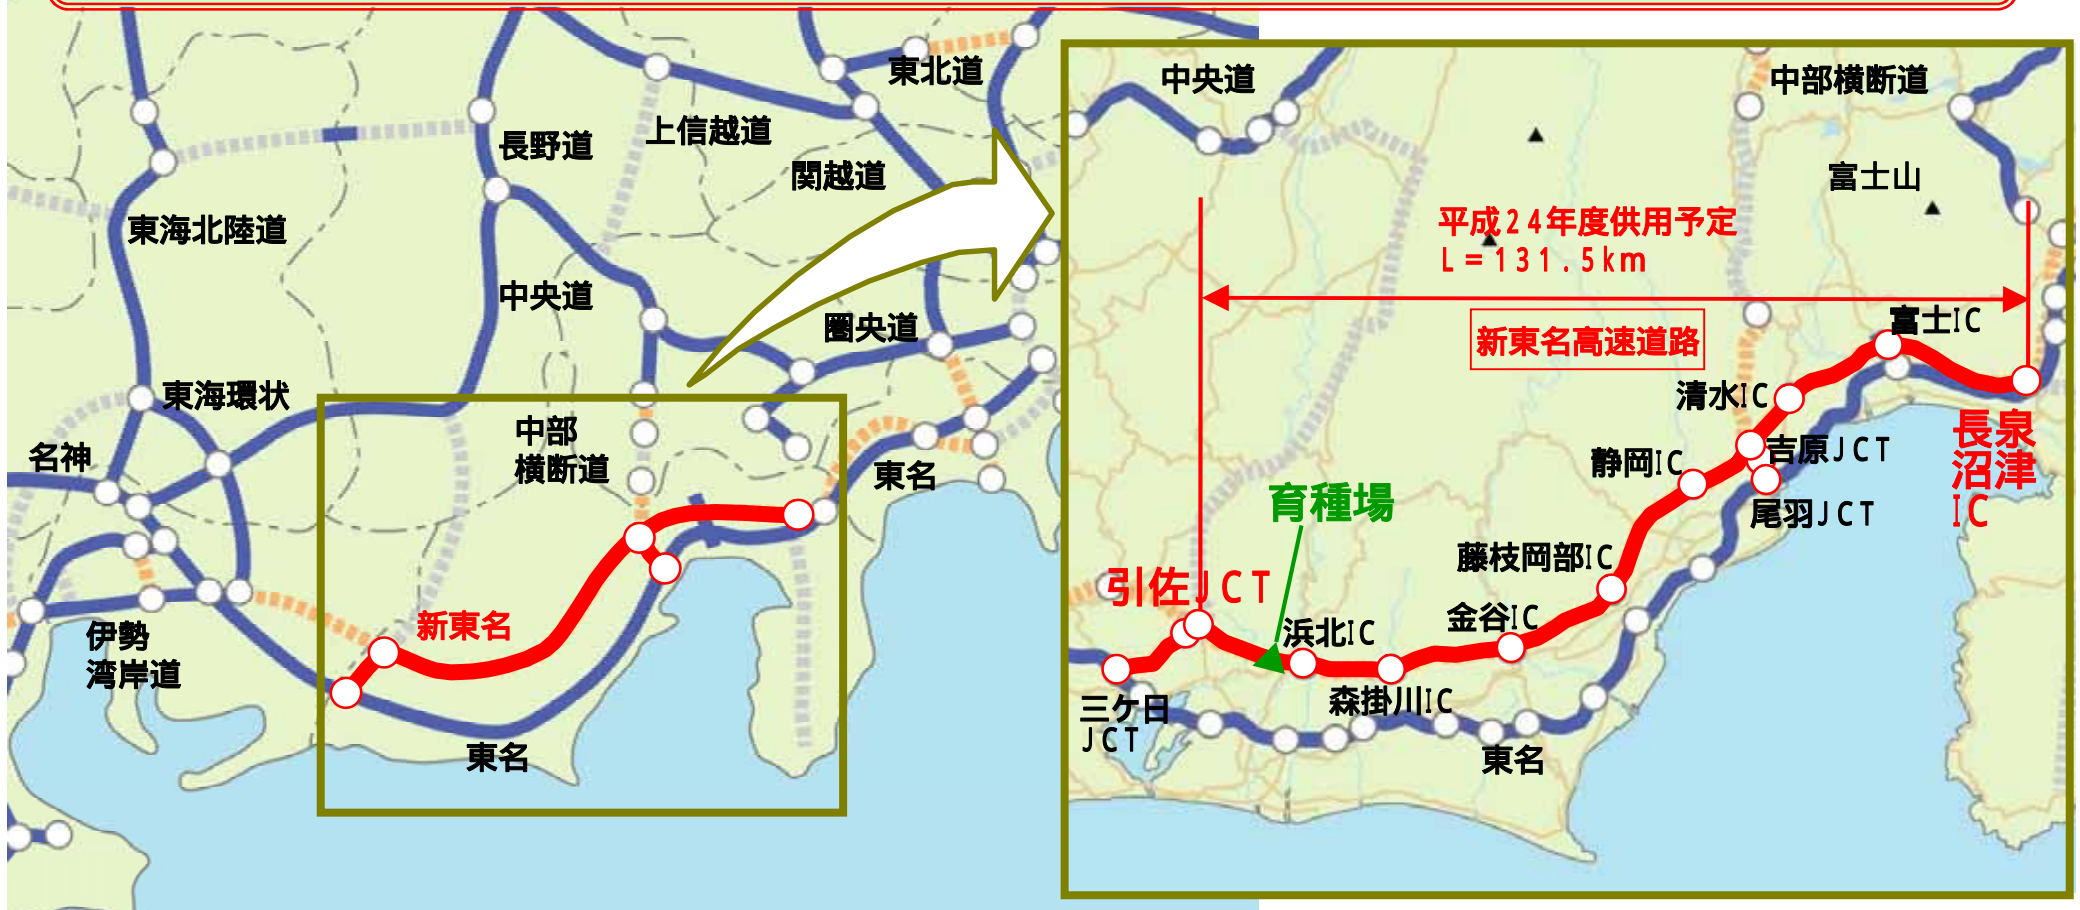 東北道
長野道
上信越道
関越道
東海北陸道
中央道
圏央道
東海環状
中部
横断道
名神
東名
新東名
伊勢
湾岸道
東名
中央道
中部横断道
富士山
平成24年度供用予定
L=131.5km
新東名高速道路
富士IC
清水IC
吉原JCT
静岡IC
尾羽JCT
長泉
沼津
IC
育種場
藤枝岡部IC
引佐JCT
金谷IC
浜北IC
森掛川IC
三ケ日
JCT
東名